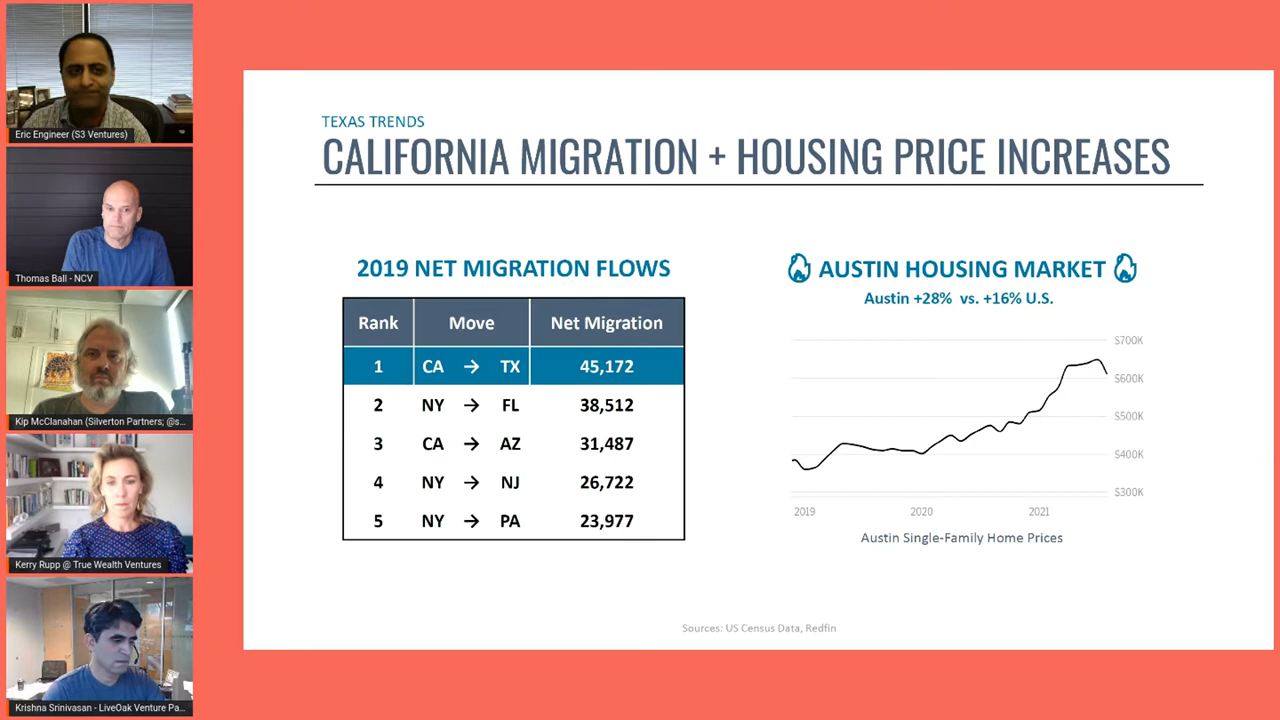 Eric Engineer (S3 Ventures)
Thomas Ball - NCV
Kip McClanahan (Silverton Partners; @s...
Kerry Rupp @ True Wealth Ventures
Krishna Srinivasan - LiveOak Venture Pa...
TEXAS TRENDS
CALIFORNIA MIGRATION + HOUSING PRICE INCREASES
2019 NET MIGRATION FLOWS
Rank Move Net Migration
1 CA → TX 45,172
2 NY → FL 38,512
3 CA → AZ 31,487
4 NY → NJ 26,722
5 NY → PA 23,977
AUSTIN HOUSING MARKET
Austin +28% vs. +16% U.S.
$700K
$600K
$500K
$400K
$300K
2019 2020 2021
Austin Single-Family Home Prices
Sources: US Census Data, Redfin